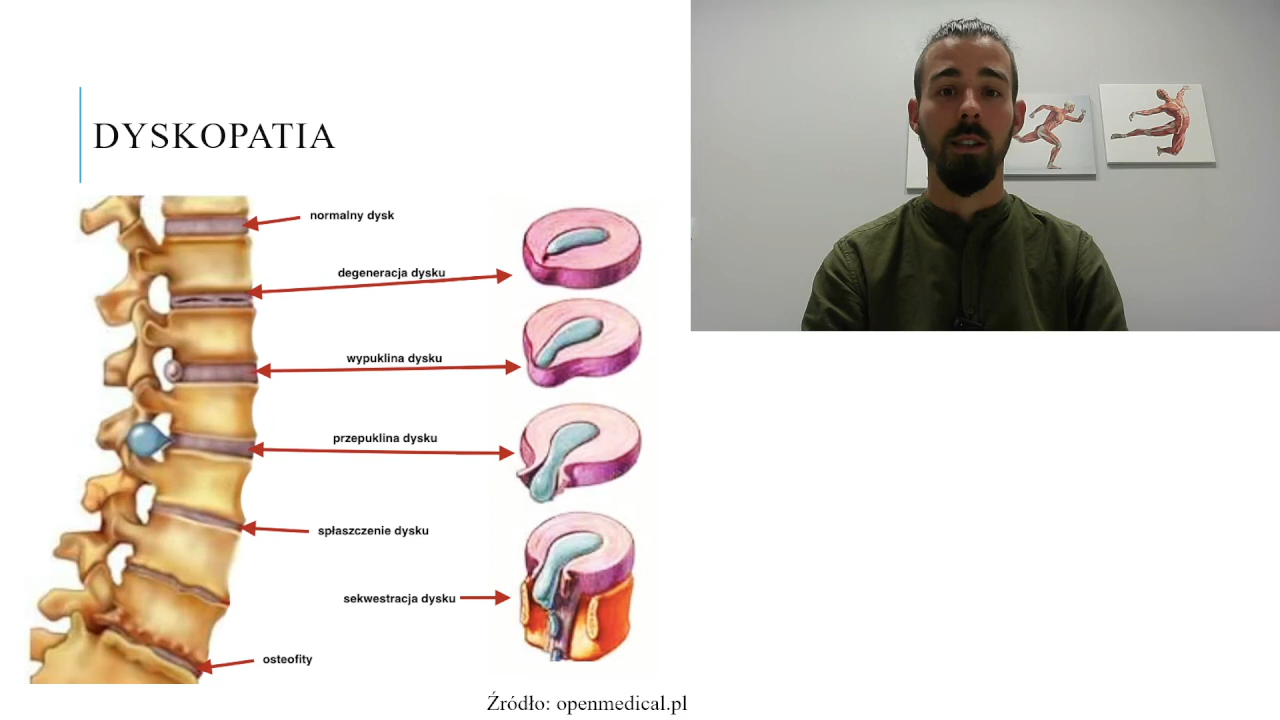 DYSKOPATIA
normalny dysk
degeneracja dysku
wypuklina dysku
przepuklina dysku
spłaszczenie dysku
sekwestracja dysku
osteofity
Źródło: openmedical.pl